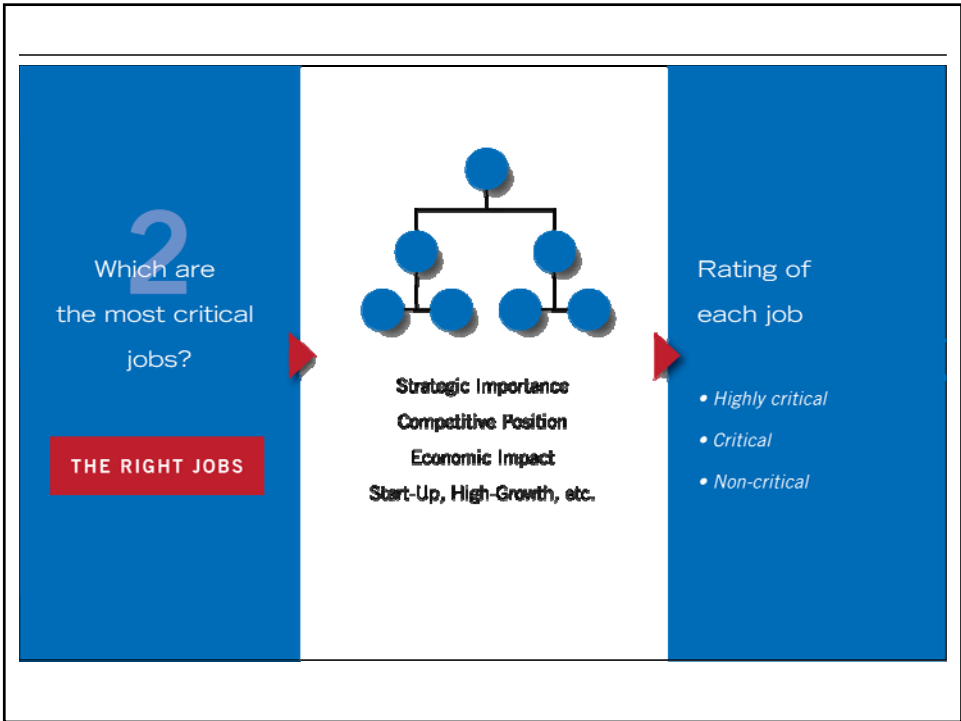 2
Which are
the most critical
jobs?
THE RIGHT JOBS
Strategic Importance
Competitive Position
Economic Impact
Start-Up, High-Growth, etc.
Rating of
each job
• Highly critical
• Critical
• Non-critical